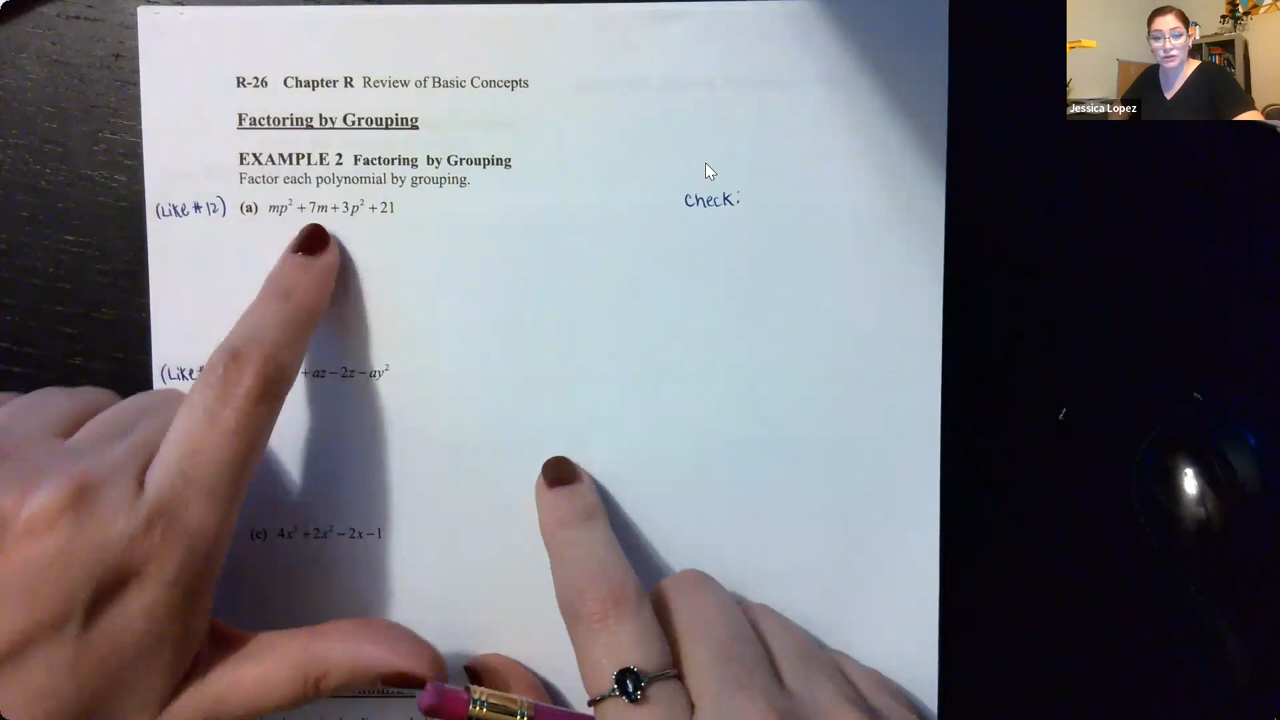 R-26 Chapter R Review of Basic Concepts
Factoring by Grouping
EXAMPLE 2 Factoring by Grouping
Factor each polynomial by grouping.
(Like #12) (a) mp² + 7m + 3p² + 21
Check:
(Like + az − 2z − ay²
(c) 4x³ + 2x² − 2x − 1
Jessica Lopez